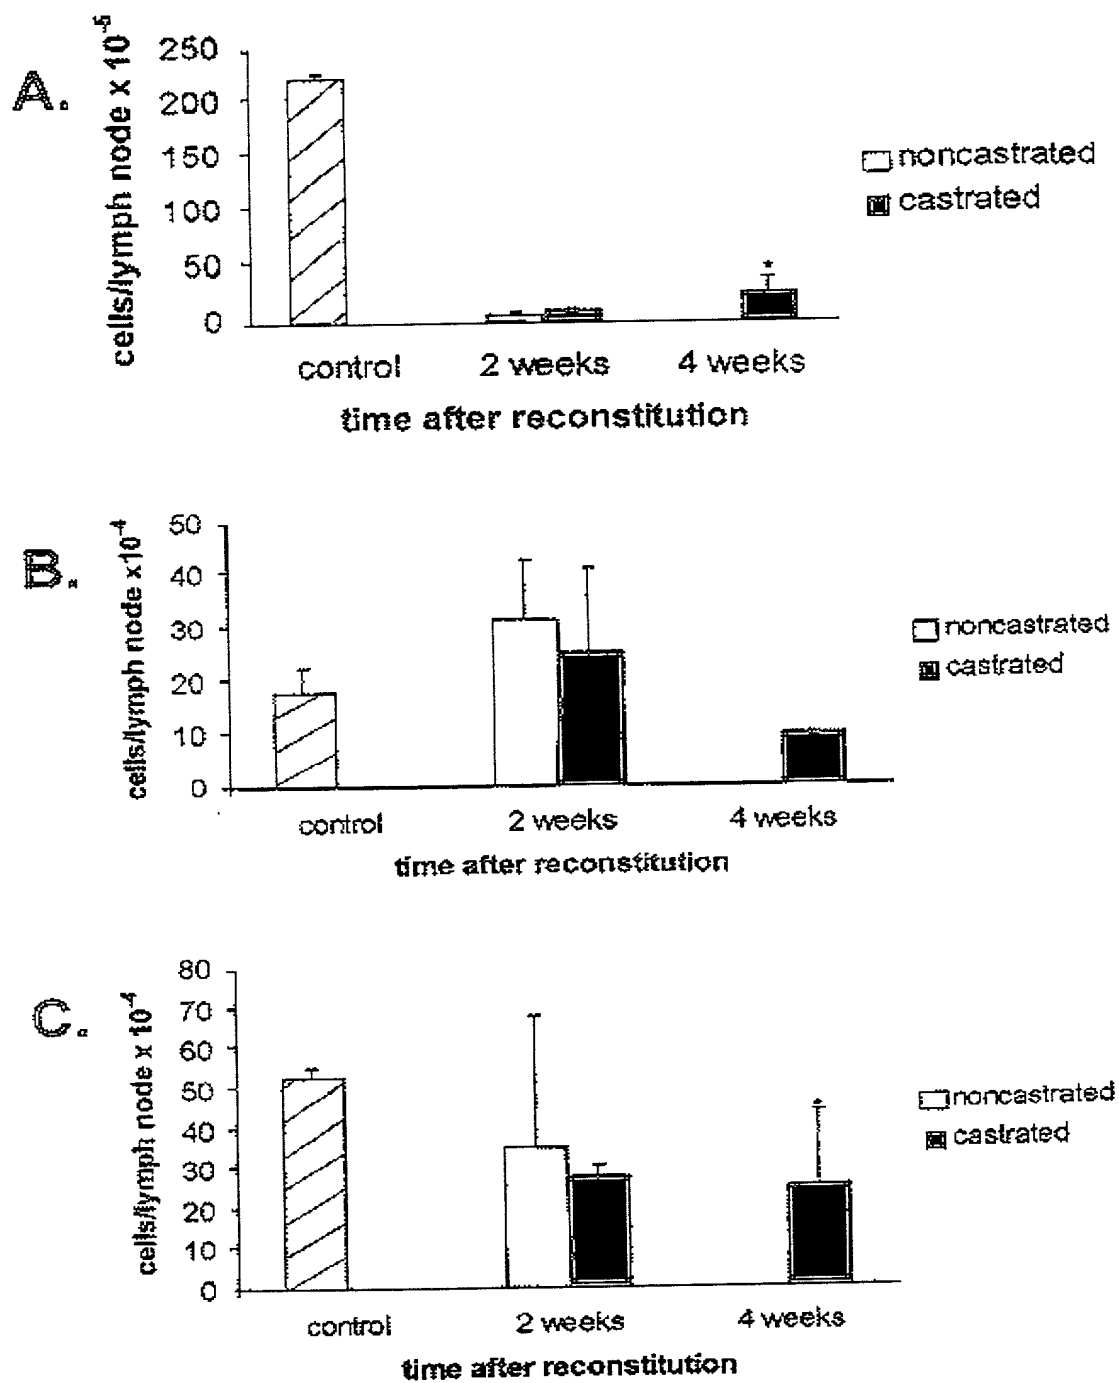 A.
cells/lymph node x 10⁻⁵
250
200
150
100
50
0
*
noncastrated
castrated
control 2 weeks 4 weeks
time after reconstitution
B.
cells/lymph node x10⁻⁴
50
40
30
20
10
0
noncastrated
castrated
control 2 weeks 4 weeks
time after reconstitution
C.
cells/lymph node x 10⁻⁴
80
70
60
50
40
30
20
10
0
*
noncastrated
castrated
control 2 weeks 4 weeks
time after reconstitution